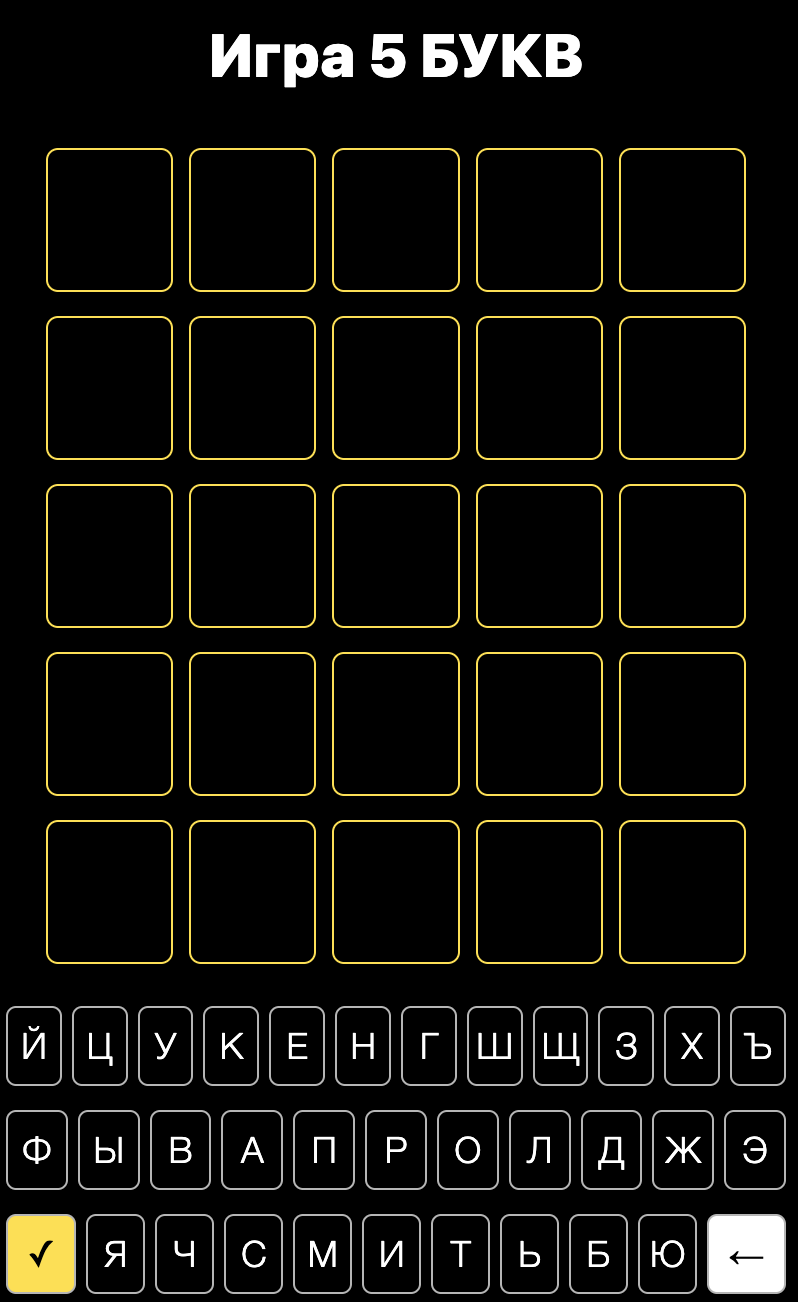 Игра 5 БУКВ
Й Ц У К Е Н Г Ш Щ З Х Ъ
Ф Ы В А П Р О Л Д Ж Э
✓ Я Ч С М И Т Ь Б Ю ←